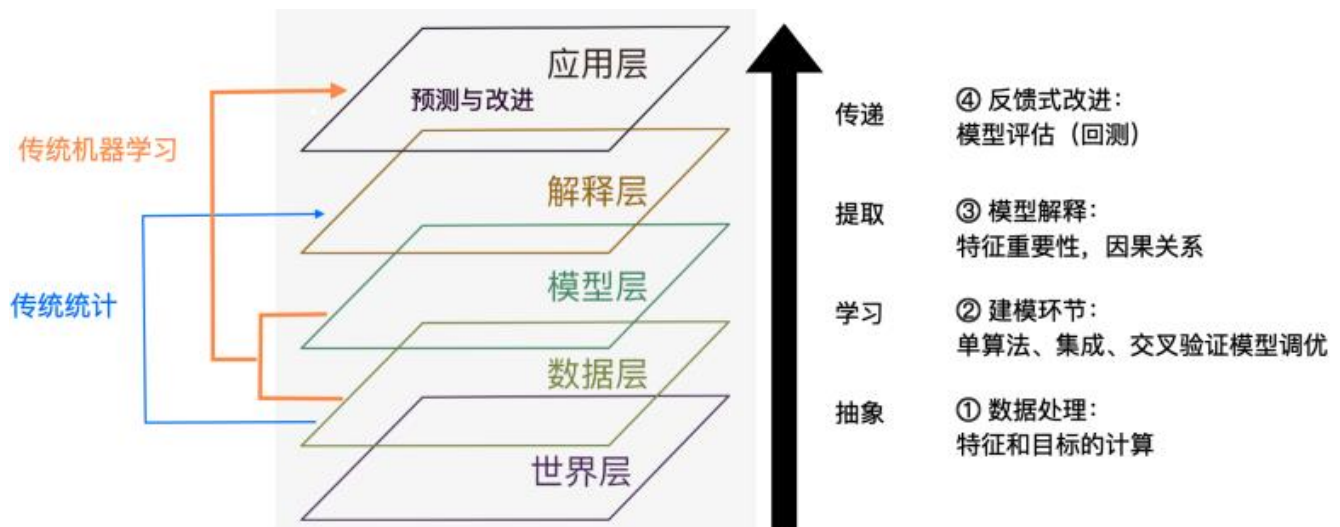 应用层
预测与改进
传递
④ 反馈式改进：
模型评估（回测）
传统机器学习
解释层
提取
③ 模型解释：
特征重要性，因果关系
模型层
传统统计
学习
② 建模环节：
单算法、集成、交叉验证模型调优
数据层
抽象
① 数据处理：
特征和目标的计算
世界层